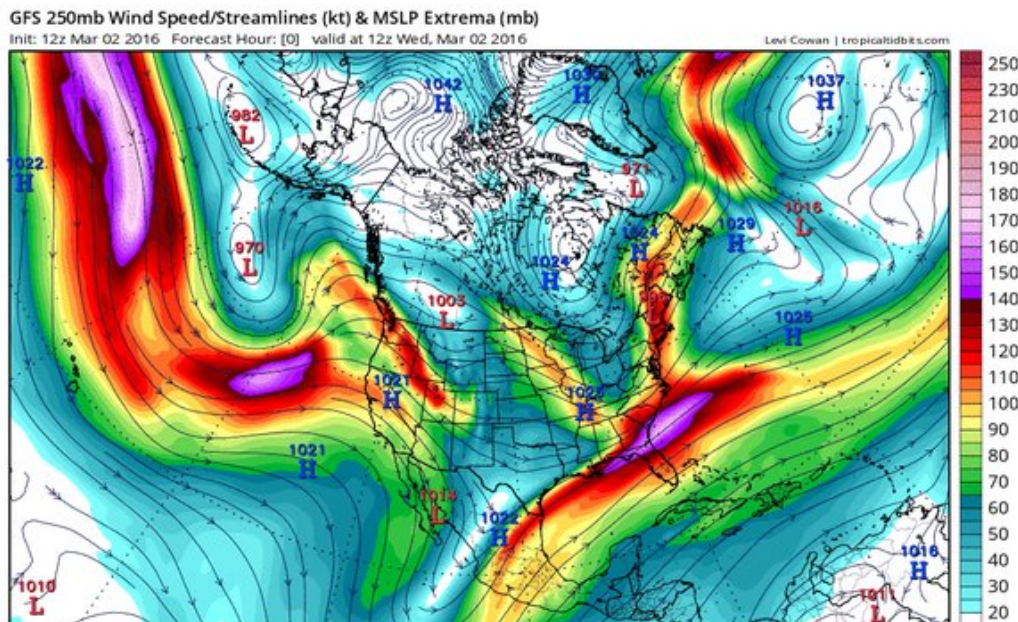 GFS 250mb Wind Speed/Streamlines (kt) & MSLP Extrema (mb)
Init: 12z Mar 02 2016 Forecast Hour: [0] valid at 12z Wed, Mar 02 2016
Levi Cowan | tropicaltidbits.com
1042
H
H
1037
H
982
L
1022
H
971
L
1016
L
1029
H
1024
H
970
L
1024
H
1003
L
L
1025
H
1021
H
H
1021
H
1014
L
1022
H
1016
H
1010
L
1011
L
250
230
210
200
190
180
170
160
150
140
130
120
110
100
90
80
70
60
50
40
30
20